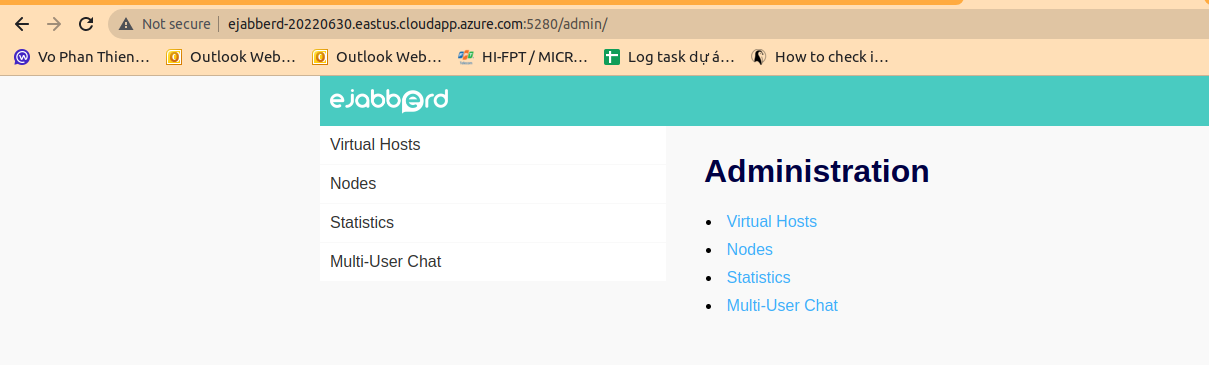 Not secure | ejabberd-20220630.eastus.cloudapp.azure.com:5280/admin/
Vo Phan Thien… Outlook Web… Outlook Web… HI-FPT / MICR… Log task dự á… How to check i…
ejabberd
Virtual Hosts
Nodes
Statistics
Multi-User Chat
Administration
• Virtual Hosts
• Nodes
• Statistics
• Multi-User Chat